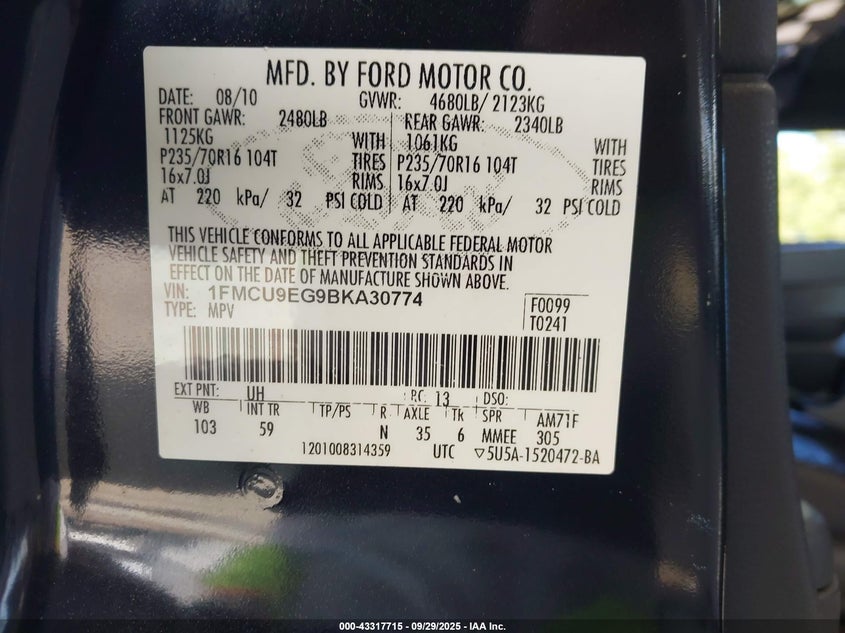 MFD. BY FORD MOTOR CO.
DATE: 08/10 GVWR: 4680LB/ 2123KG
FRONT GAWR: 2480LB REAR GAWR: 2340LB
1125KG WITH 1061KG WITH
P235/70R16 104T TIRES P235/70R16 104T TIRES
16x7.0J RIMS 16x7.0J RIMS
AT 220 kPa/ 32 PSI COLD AT 220 kPa/ 32 PSI COLD
THIS VEHICLE CONFORMS TO ALL APPLICABLE FEDERAL MOTOR
VEHICLE SAFETY AND THEFT PREVENTION STANDARDS IN
EFFECT ON THE DATE OF MANUFACTURE SHOWN ABOVE.
VIN: 1FMCU9EG9BKA30774 F0099
TYPE: MPV T0241
EXT PNT: UH RC: 13 DSO:
WB INT TR TP/PS R AXLE TR SPR AM71F
103 59 N 35 6 MMEE 305
1201008314359 UTC ▽5U5A-1520472-BA
000-43317715 / 09/29/2025 / IAA Inc.